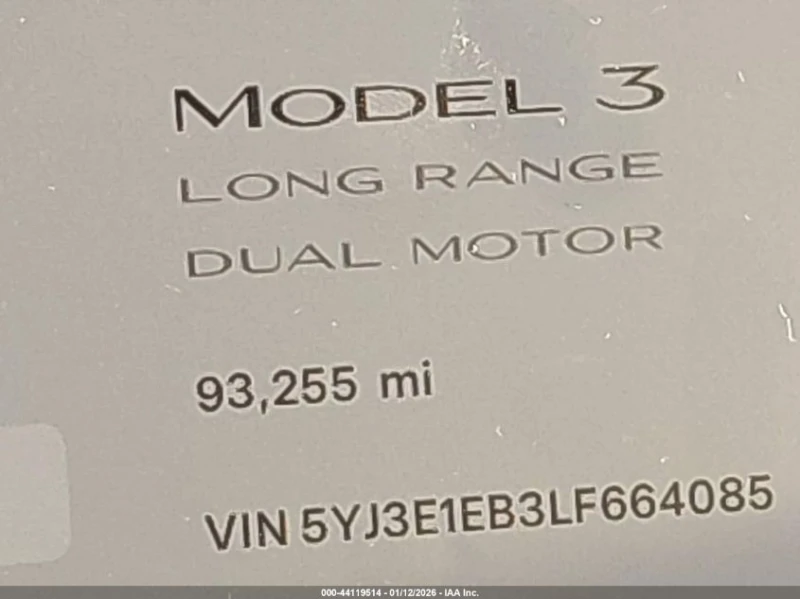 MODEL 3
LONG RANGE
DUAL MOTOR
93,255 mi
VIN 5YJ3E1EB3LF664085
000-44119514 - 01/12/2026 - IAA Inc.